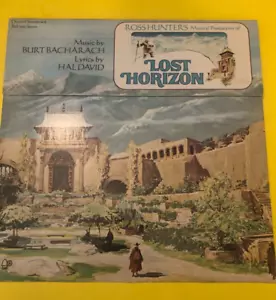 ROSS HUNTER'S Musical Production of
LOST HORIZON
Music by
BURT BACHARACH
Lyrics by
HAL DAVID